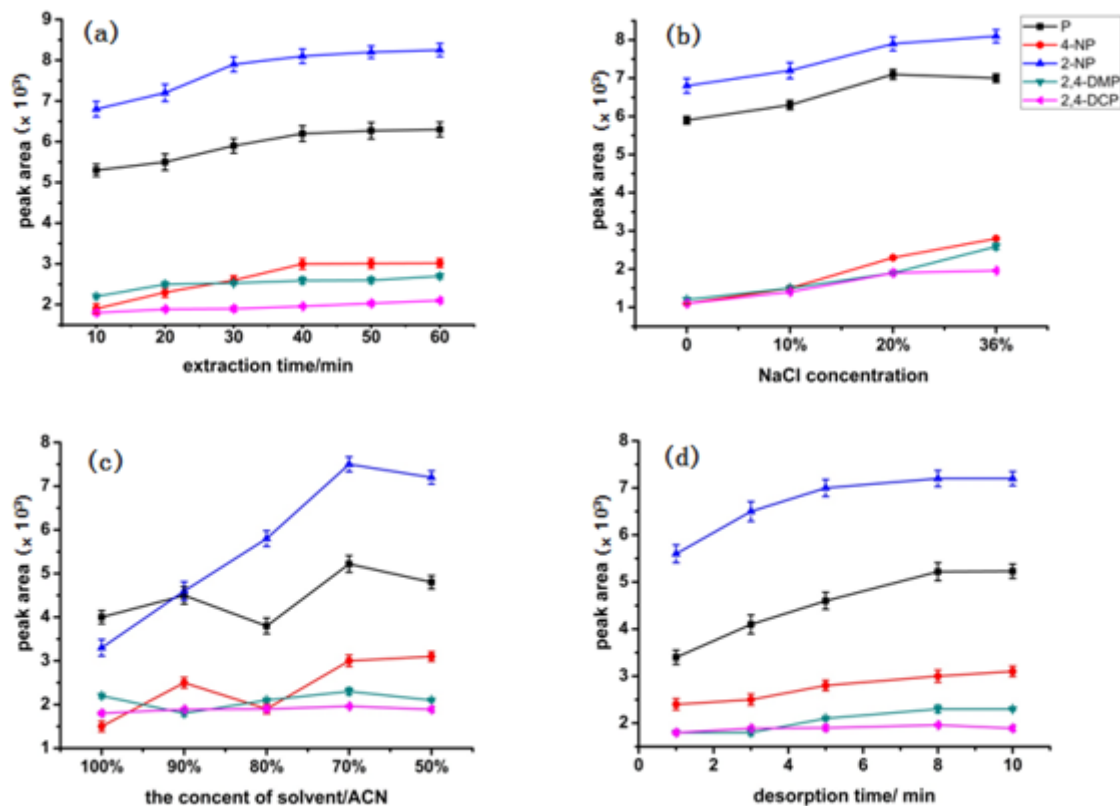 (a)
9
8
7
6
5
4
3
2
peak area (× 10³)
10 20 30 40 50 60
extraction time/min
(b)
8
7
6
5
4
3
2
1
peak area (× 10³)
0 10% 20% 36%
NaCl concentration
P
4-NP
2-NP
2,4-DMP
2,4-DCP
(c)
8
7
6
5
4
3
2
1
peak area (× 10³)
100% 90% 80% 70% 50%
the concent of solvent/ACN
(d)
8
7
6
5
4
3
2
peak area (× 10³)
0 2 4 6 8 10
desorption time/ min